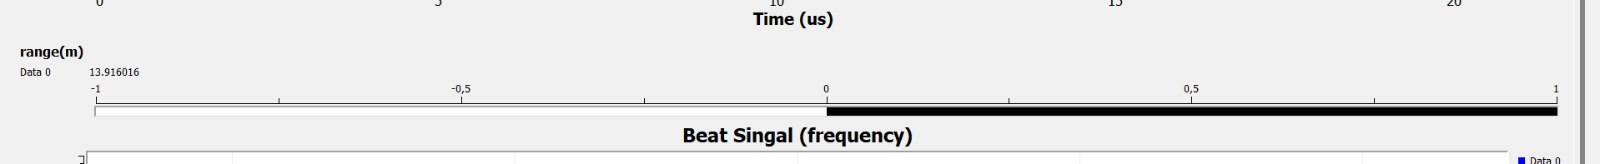 0 5 10 15 20
Time (us)
range(m)
Data 0 13.916016
-1 -0,5 0 0,5 1
Beat Singal (frequency)
Data 0